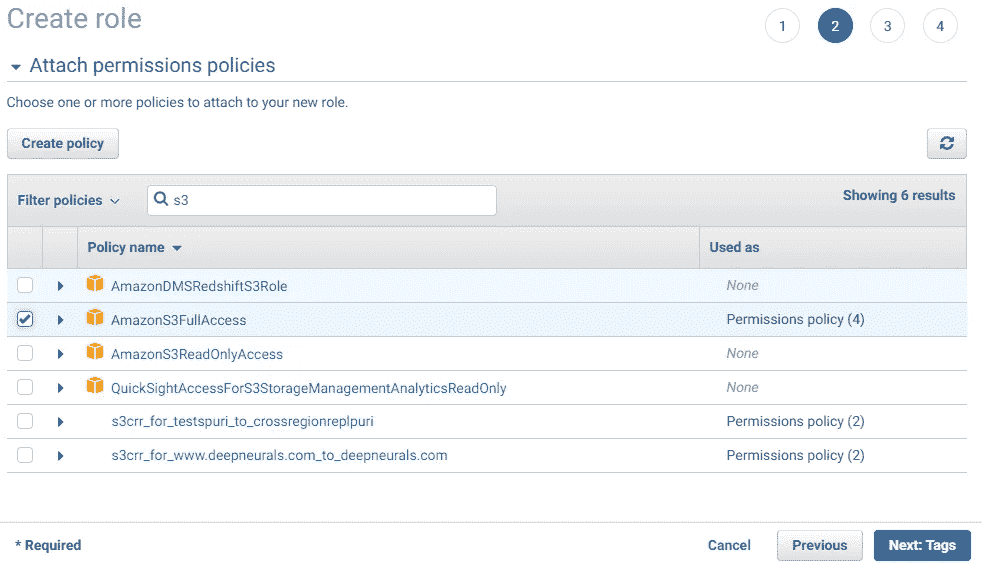 Create role
1 2 3 4
Attach permissions policies
Choose one or more policies to attach to your new role.
Create policy
Filter policies s3 Showing 6 results
Policy name Used as
AmazonDMSRedshiftS3Role None
AmazonS3FullAccess Permissions policy (4)
AmazonS3ReadOnlyAccess None
QuickSightAccessForS3StorageManagementAnalyticsReadOnly None
s3crr_for_testspuri_to_crossregionreplpuri Permissions policy (2)
s3crr_for_www.deepneurals.com_to_deepneurals.com Permissions policy (2)
* Required Cancel Previous Next: Tags